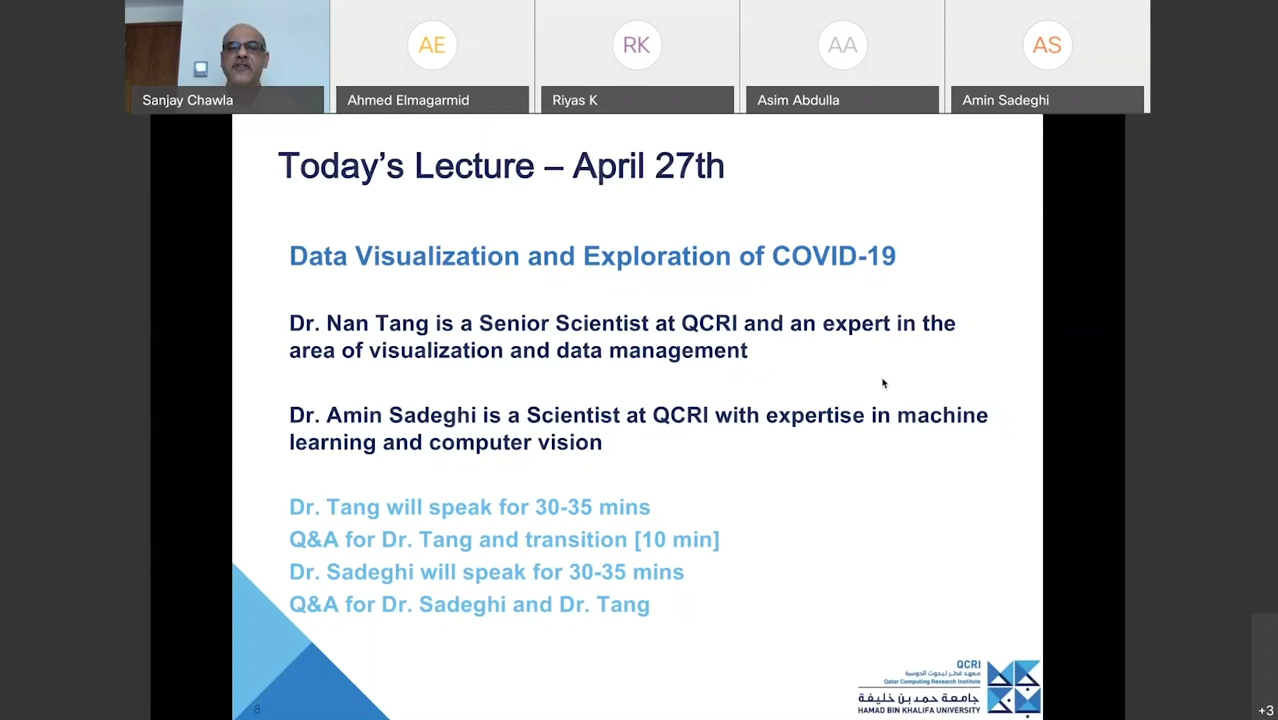 AE
RK
AA
AS
Sanjay Chawla
Ahmed Elmagarmid
Riyas K
Asim Abdulla
Amin Sadeghi
Today's Lecture – April 27th
Data Visualization and Exploration of COVID-19
Dr. Nan Tang is a Senior Scientist at QCRI and an expert in the
area of visualization and data management
Dr. Amin Sadeghi is a Scientist at QCRI with expertise in machine
learning and computer vision
Dr. Tang will speak for 30-35 mins
Q&A for Dr. Tang and transition [10 min]
Dr. Sadeghi will speak for 30-35 mins
Q&A for Dr. Sadeghi and Dr. Tang
8
QCRI
معهد قطر لبحوث الحوسبة
Qatar Computing Research Institute
جامعة حمد بن خليفة
HAMAD BIN KHALIFA UNIVERSITY
+3